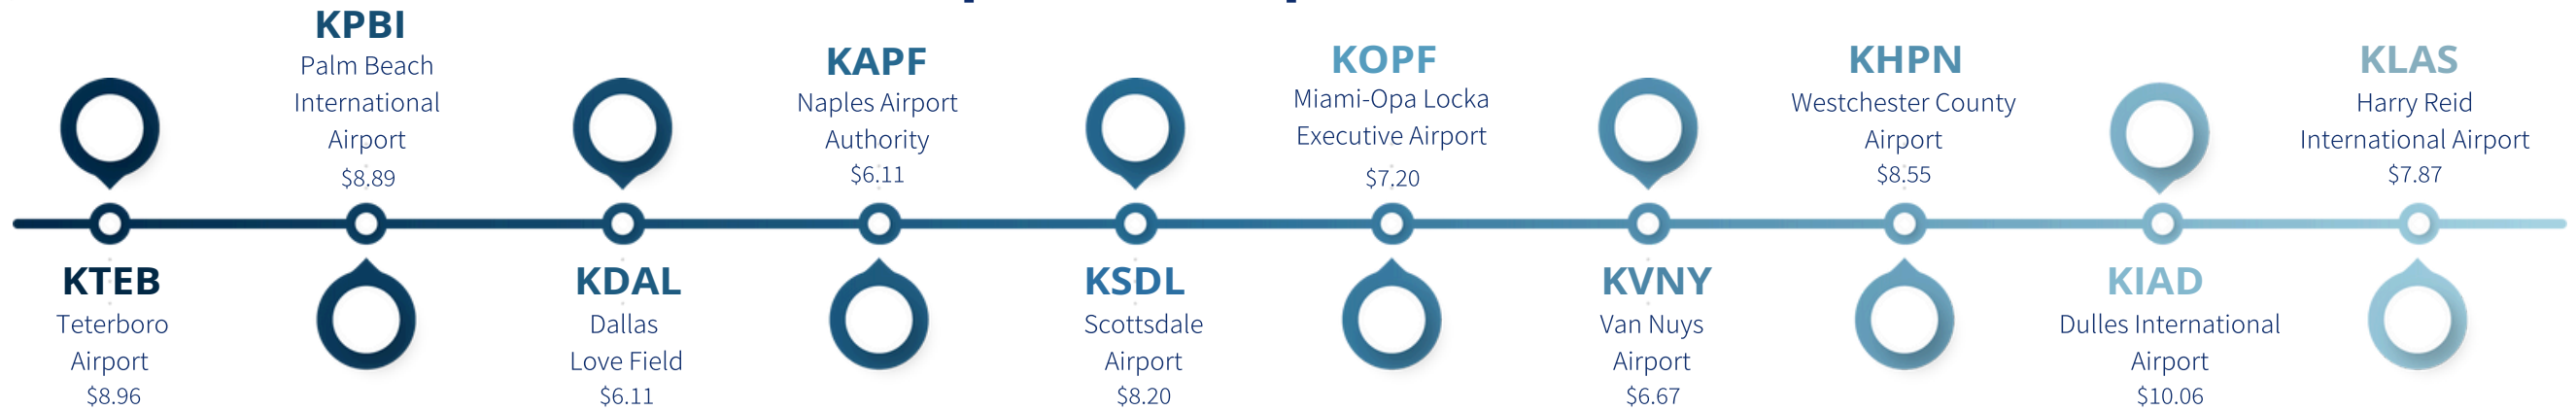 KTEB
Teterboro
Airport
$8.96
KPBI
Palm Beach
International
Airport
$8.89
KDAL
Dallas
Love Field
$6.11
KAPF
Naples Airport
Authority
$6.11
KSDL
Scottsdale
Airport
$8.20
KOPF
Miami-Opa Locka
Executive Airport
$7.20
KVNY
Van Nuys
Airport
$6.67
KHPN
Westchester County
Airport
$8.55
KIAD
Dulles International
Airport
$10.06
KLAS
Harry Reid
International Airport
$7.87